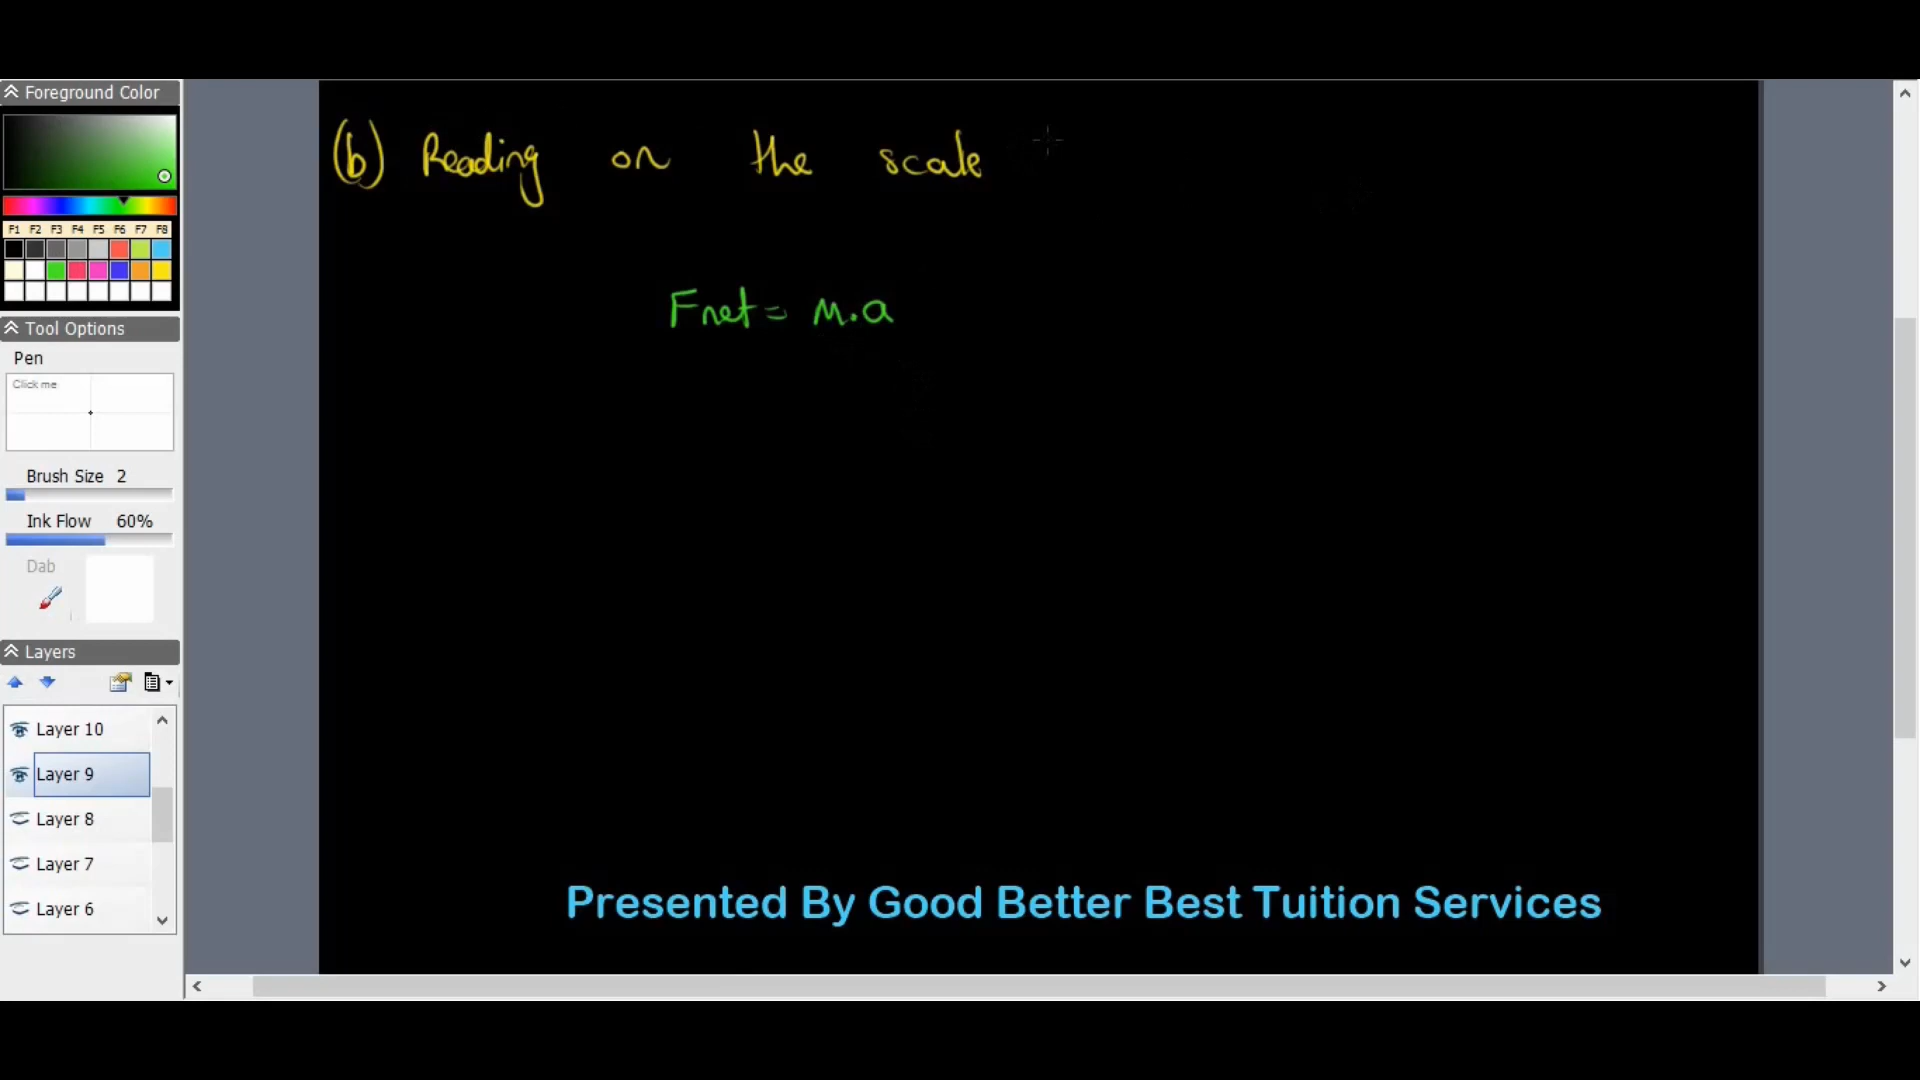 Foreground Color
(b) Reading on the scale
F1 F2 F3 F4 F5 F6 F7 F8
Fnet = m.a
Tool Options
Pen
Click me
Brush Size 2
Ink Flow 60%
Dab
Layers
Layer 10
Layer 9
Layer 8
Layer 7
Layer 6
Presented By Good Better Best Tuition Services